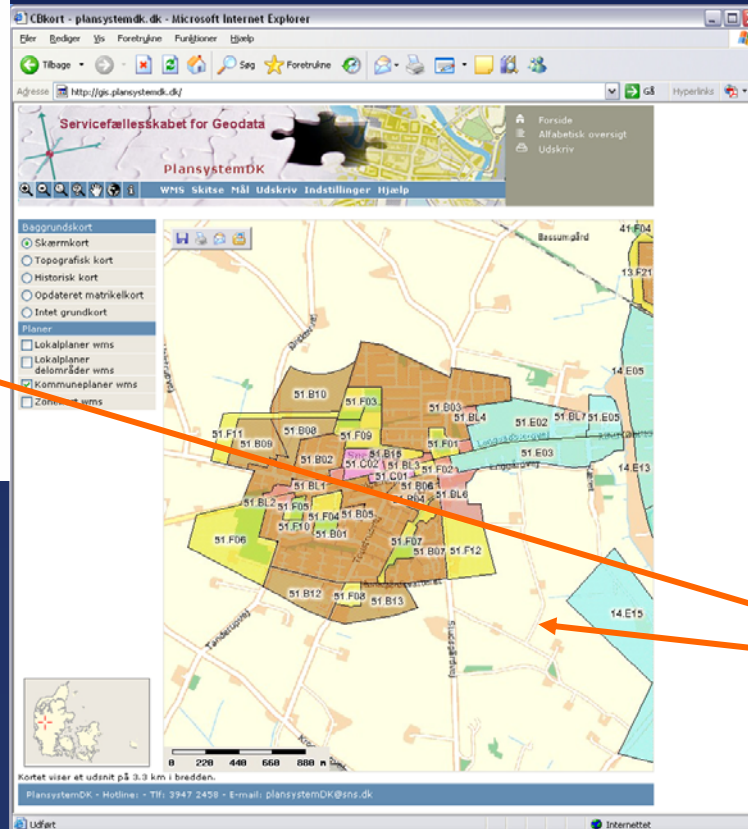 CBkort - plansystemdk.dk - Microsoft Internet Explorer
Filer Rediger Vis Foretrukne Funktioner Hjælp
Tilbage Søg Foretrukne
Adresse http://gis.plansystemdk.dk/ Gå Hyperlinks
Servicefællesskabet for Geodata
PlansystemDK
Forside
Alfabetisk oversigt
Udskriv
WMS Skitse Mål Udskriv Indstillinger Hjælp
Baggrundskort
Skærmkort
Topografisk kort
Historisk kort
Opdateret matrikelkort
Intet grundkort
Planer
Lokalplaner wms
Lokalplaner
delområder wms
Kommuneplaner wms
Zonekort wms
Bassumgård
41.F04
13.F21
14.E05
51.B10
51.F03
51.B03
51.BL4
51.E02
51.BL7
51.E05
51.F11
51.B09
51.B08
51.F09
51.F01
51.E03
14.E13
51.B02
51.B15
51.C02
51.BL3
51.F02
51.C01
51.BL1
51.B06
51.B04
51.BL6
51.BL2
51.F05
51.F04
51.B05
51.F10
51.B01
51.F06
51.F07
51.B07
51.F12
51.B12
51.F08
51.B13
14.E15
Tanderupvej
Studsgårdvej
0 220 440 660 880 m
Kortet viser et udsnit på 3.3 km i bredden.
PlansystemDK - Hotline: - Tlf: 3947 2458 - E-mail: plansystemDK@sns.dk
Udført
Internettet